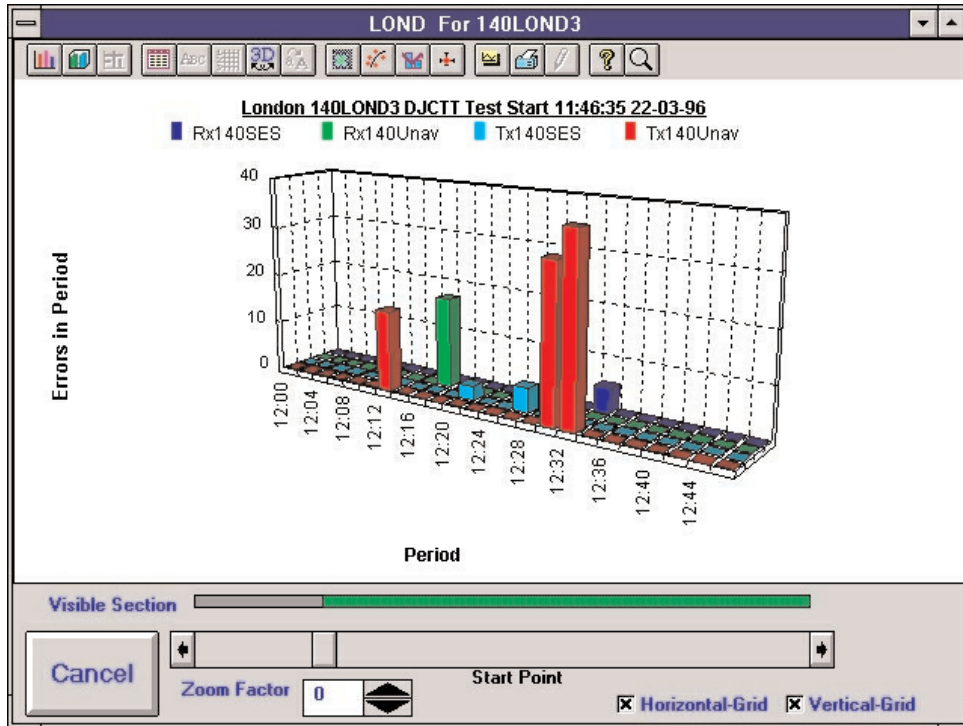 LOND For 140LOND3
ABC
3D
London 140LOND3 DJCTT Test Start 11:46:35 22-03-96
Rx140SES Rx140Unav Tx140SES Tx140Unav
40
30
20
10
0
Errors in Period
12:00 12:04 12:08 12:12 12:16 12:20 12:24 12:28 12:32 12:36 12:40 12:44
Period
Visible Section
Cancel
Start Point
Zoom Factor 0
Horizontal-Grid Vertical-Grid